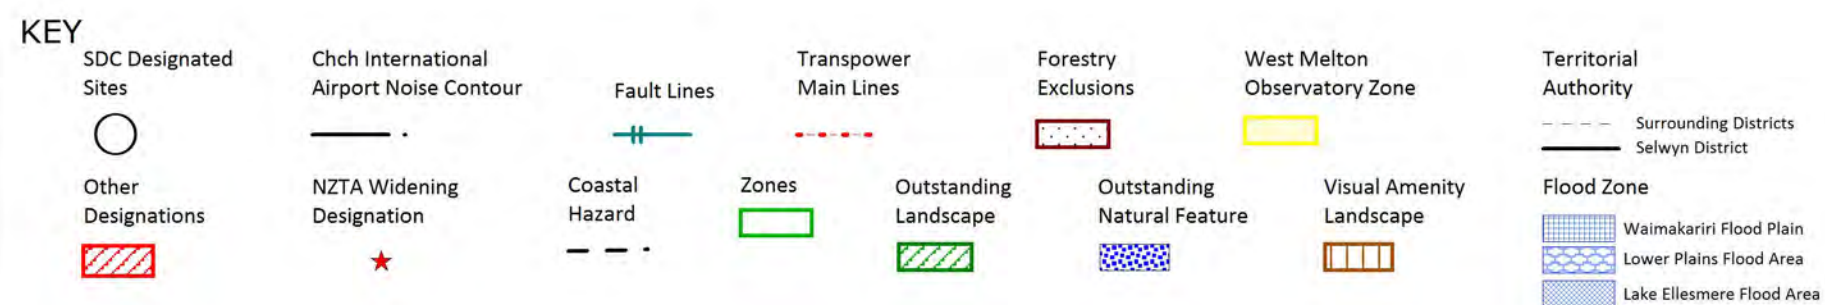 KEY
SDC Designated
Sites
Chch International
Airport Noise Contour
Fault Lines
Transpower
Main Lines
Forestry
Exclusions
West Melton
Observatory Zone
Territorial
Authority
Surrounding Districts
Selwyn District
Other
Designations
NZTA Widening
Designation
Coastal
Hazard
Zones
Outstanding
Landscape
Outstanding
Natural Feature
Visual Amenity
Landscape
Flood Zone
Waimakariri Flood Plain
Lower Plains Flood Area
Lake Ellesmere Flood Area